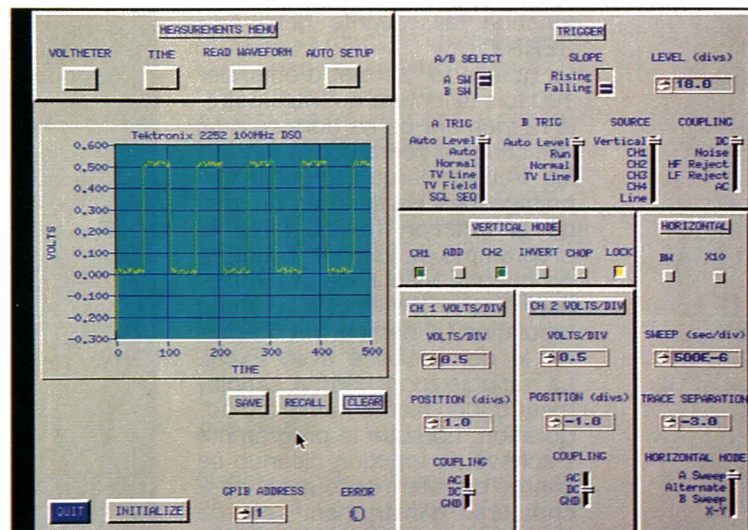 MEASUREMENTS MENU
VOLTMETER TIME READ WAVEFORM AUTO SETUP
Tektronix 2252 100MHz DSO
VOLTS
0.600
0.500
0.400
0.300
0.200
0.100
0.000
-0.100
-0.200
-0.300
0 100 200 300 400 500
TIME
SAVE RECALL CLEAR
QUIT INITIALIZE
GPIB ADDRESS
1
ERROR
TRIGGER
A/B SELECT
A SW
B SW
SLOPE
Rising
Falling
LEVEL (divs)
18.0
A TRIG
Auto Level
Auto
Normal
TV Line
TV Field
SGL SEQ
B TRIG
Auto Level
Run
Normal
TV Line
SOURCE
Vertical
CH1
CH2
CH3
CH4
Line
COUPLING
DC
Noise
HF Reject
LF Reject
AC
VERTICAL MODE
CH1 ADD CH2 INVERT CHOP LOCK
CH 1 VOLTS/DIV
VOLTS/DIV
0.5
POSITION (divs)
1.0
COUPLING
AC
DC
GND
CH 2 VOLTS/DIV
VOLTS/DIV
0.5
POSITION (divs)
-1.0
COUPLING
AC
DC
GND
HORIZONTAL
BW X10
SWEEP (sec/div)
500E-6
TRACE SEPARATION
-3.0
HORIZONTAL MODE
A Sweep
Alternate
B Sweep
X-Y